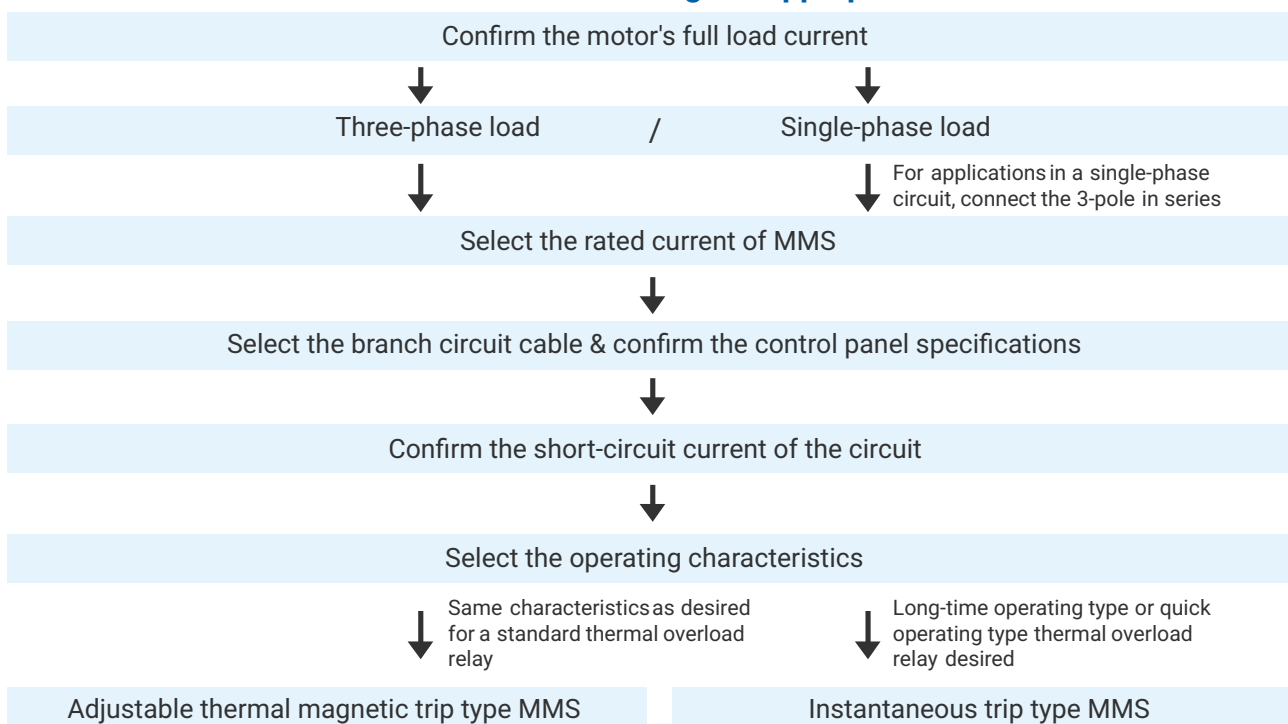 Confirm the motor's full load current
Three-phase load / Single-phase load
For applications in a single-phase
circuit, connect the 3-pole in series
Select the rated current of MMS
Select the branch circuit cable & confirm the control panel specifications
Confirm the short-circuit current of the circuit
Select the operating characteristics
Same characteristics as desired
for a standard thermal overload
relay
Long-time operating type or quick
operating type thermal overload
relay desired
Adjustable thermal magnetic trip type MMS
Instantaneous trip type MMS